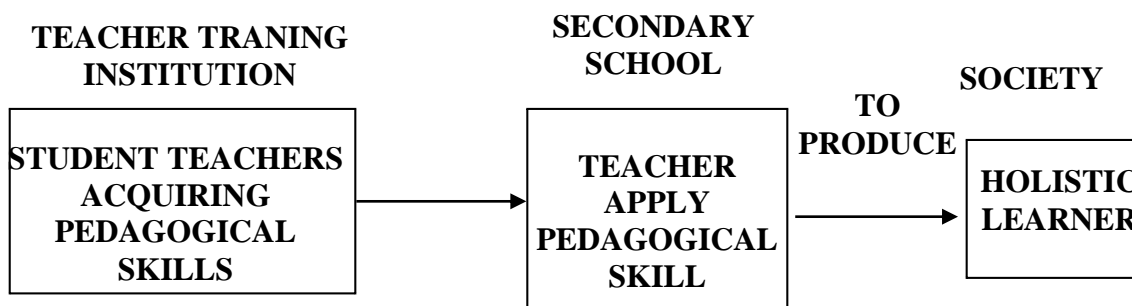 TEACHER TRANING
INSTITUTION
STUDENT TEACHERS
ACQUIRING
PEDAGOGICAL
SKILLS
SECONDARY
SCHOOL
TEACHER
APPLY
PEDAGOGICAL
SKILL
TO
PRODUCE
SOCIETY
HOLISTIC
LEARNER